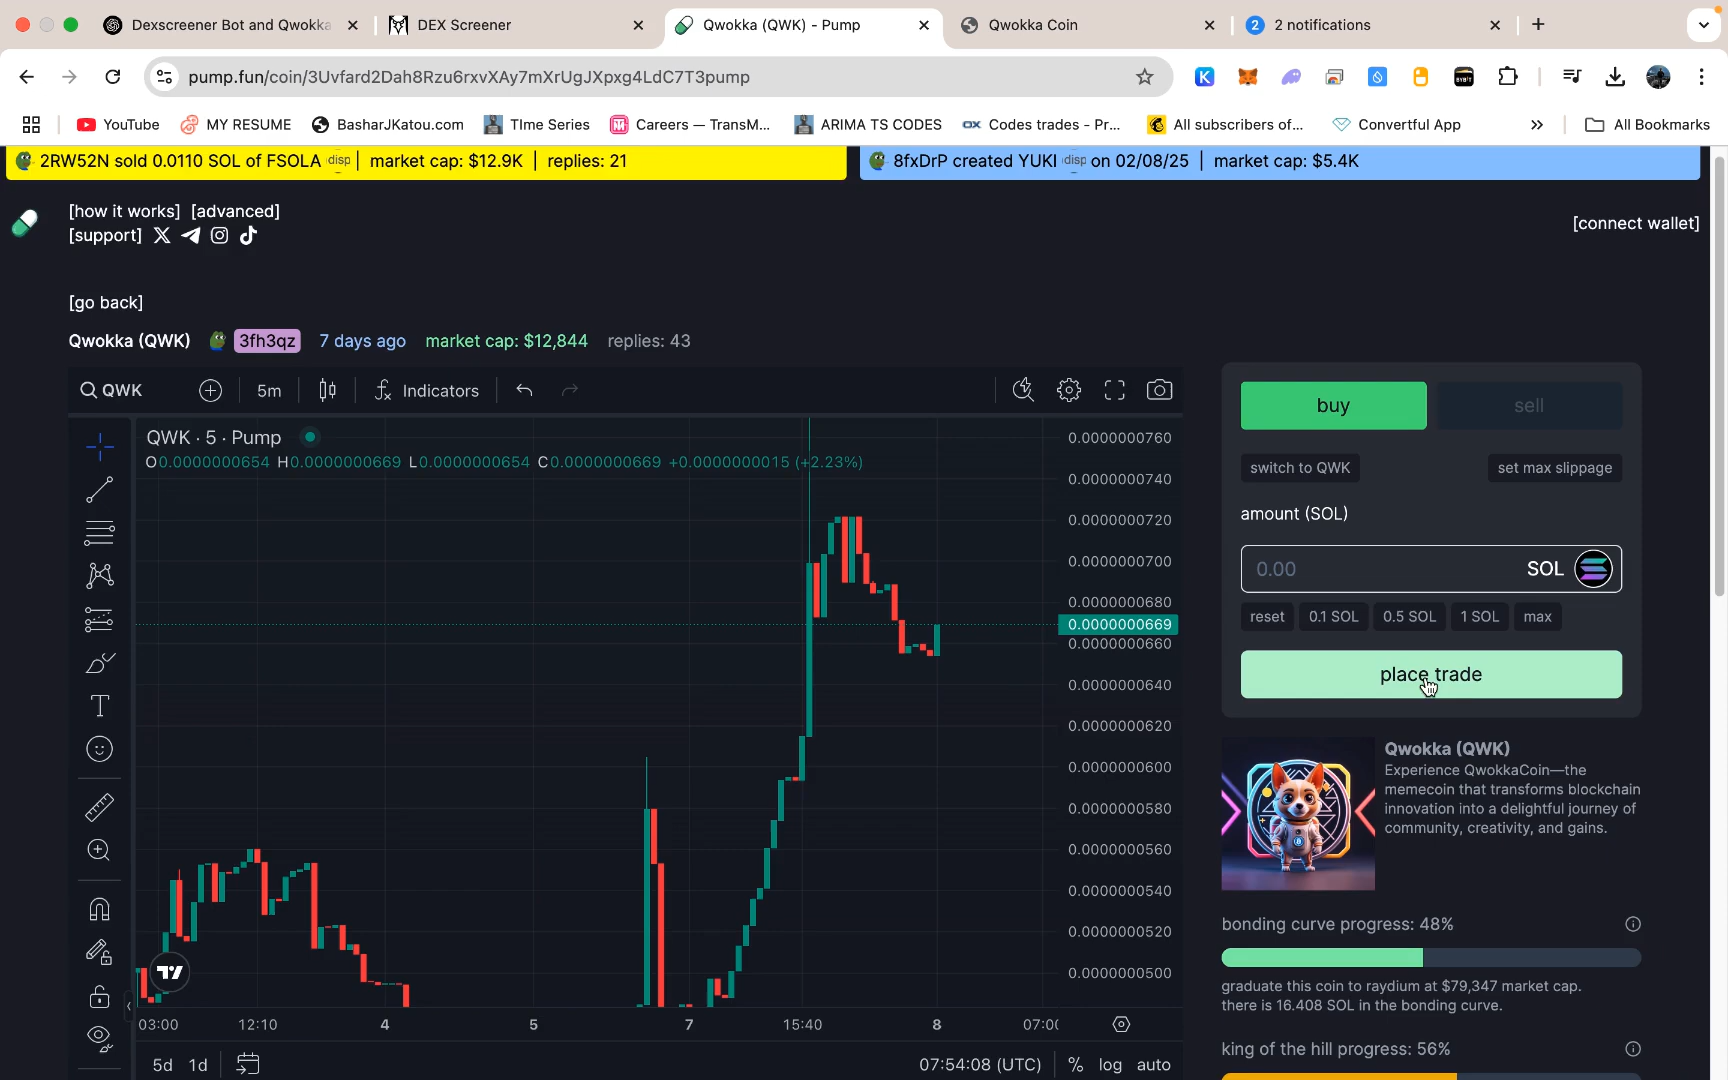 Dexscreener Bot and Qwokka
DEX Screener
Qwokka (QWK) - Pump
Qwokka Coin
2
2 notifications
pump.fun/coin/3Uvfard2Dah8Rzu6rxvXAy7mXrUgJXpxg4LdC7T3pump
YouTube
MY RESUME
BasharJKatou.com
TIme Series
Careers — TransM...
ARIMA TS CODES
Codes trades - Pr...
All subscribers of...
Convertful App
»
All Bookmarks
2RW52N sold 0.0110 SOL of FSOLA disp | market cap: $12.9K | replies: 21
8fxDrP created YUKI disp on 02/08/25 | market cap: $5.4K
[how it works] [advanced]
[support]
[connect wallet]
[go back]
Qwokka (QWK) 3fh3qz 7 days ago market cap: $12,844 replies: 43
QWK 5m Indicators
QWK · 5 · Pump
O0.0000000654 H0.0000000669 L0.0000000654 C0.0000000669 +0.0000000015 (+2.23%)
0.0000000760
0.0000000740
0.0000000720
0.0000000700
0.0000000680
0.0000000669
0.0000000660
0.0000000640
0.0000000620
0.0000000600
0.0000000580
0.0000000560
0.0000000540
0.0000000520
0.0000000500
03:00 12:10 4 5 7 15:40 8 07:00
5d 1d 07:54:08 (UTC) % log auto
buy sell
switch to QWK set max slippage
amount (SOL)
0.00 SOL
reset 0.1 SOL 0.5 SOL 1 SOL max
place trade
Qwokka (QWK)
Experience QwokkaCoin—the
memecoin that transforms blockchain
innovation into a delightful journey of
community, creativity, and gains.
bonding curve progress: 48%
graduate this coin to raydium at $79,347 market cap.
there is 16.408 SOL in the bonding curve.
king of the hill progress: 56%